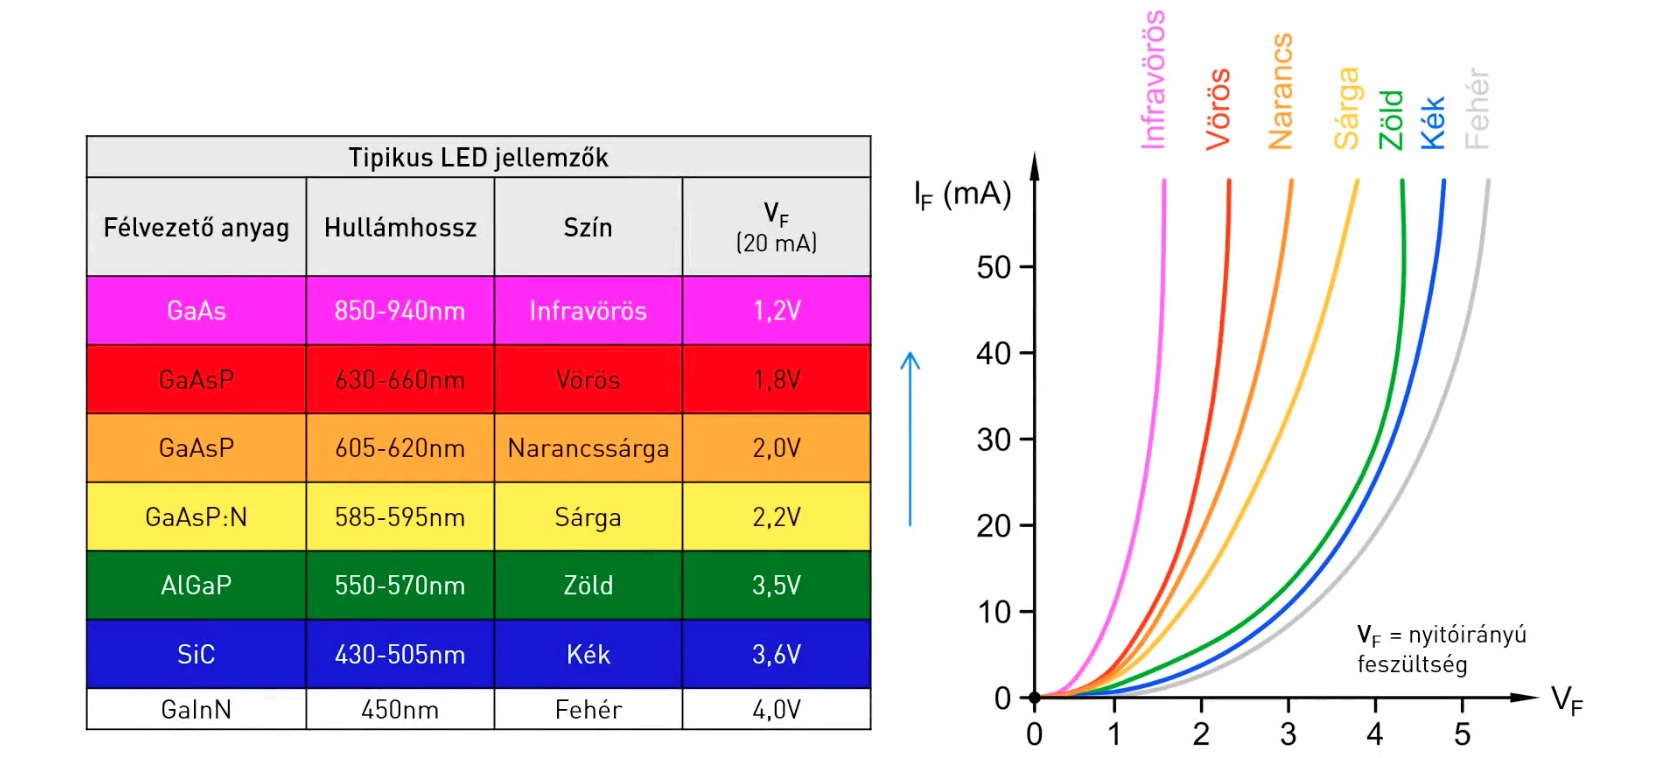 Tipikus LED jellemzők
Félvezető anyag Hullámhossz Szín VF
(20 mA)
GaAs 850-940nm Infravörös 1,2V
GaAsP 630-660nm Vörös 1,8V
GaAsP 605-620nm Narancssárga 2,0V
GaAsP:N 585-595nm Sárga 2,2V
AlGaP 550-570nm Zöld 3,5V
SiC 430-505nm Kék 3,6V
GaInN 450nm Fehér 4,0V
Infravörös
Vörös
Narancs
Sárga
Zöld
Kék
Fehér
IF (mA)
50
40
30
20
10
0
VF = nyitóirányú
feszültség
VF
0 1 2 3 4 5